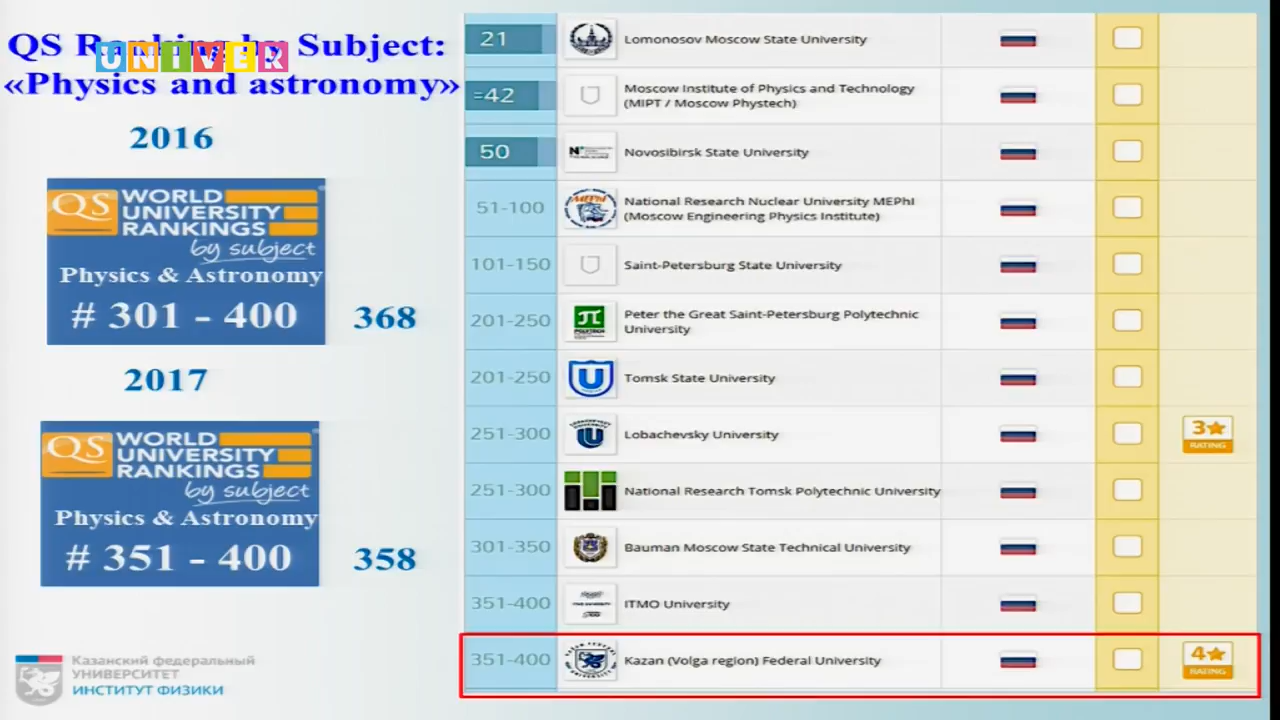 QS Ranking by Subject:
«Physics and astronomy»
UNIVER
2016
QS WORLD
UNIVERSITY
RANKINGS
by subject
Physics & Astronomy
# 301 - 400
368
2017
QS WORLD
UNIVERSITY
RANKINGS
by subject
Physics & Astronomy
# 351 - 400
358
Казанский федеральный
УНИВЕРСИТЕТ
ИНСТИТУТ ФИЗИКИ
21 Lomonosov Moscow State University
=42 Moscow Institute of Physics and Technology
(MIPT / Moscow Phystech)
50 Novosibirsk State University
51-100 National Research Nuclear University MEPhI
(Moscow Engineering Physics Institute)
101-150 Saint-Petersburg State University
201-250 Peter the Great Saint-Petersburg Polytechnic
University
201-250 Tomsk State University
251-300 Lobachevsky University 3★
RATING
251-300 National Research Tomsk Polytechnic University
301-350 Bauman Moscow State Technical University
351-400 ITMO University
351-400 Kazan (Volga region) Federal University 4★
RATING